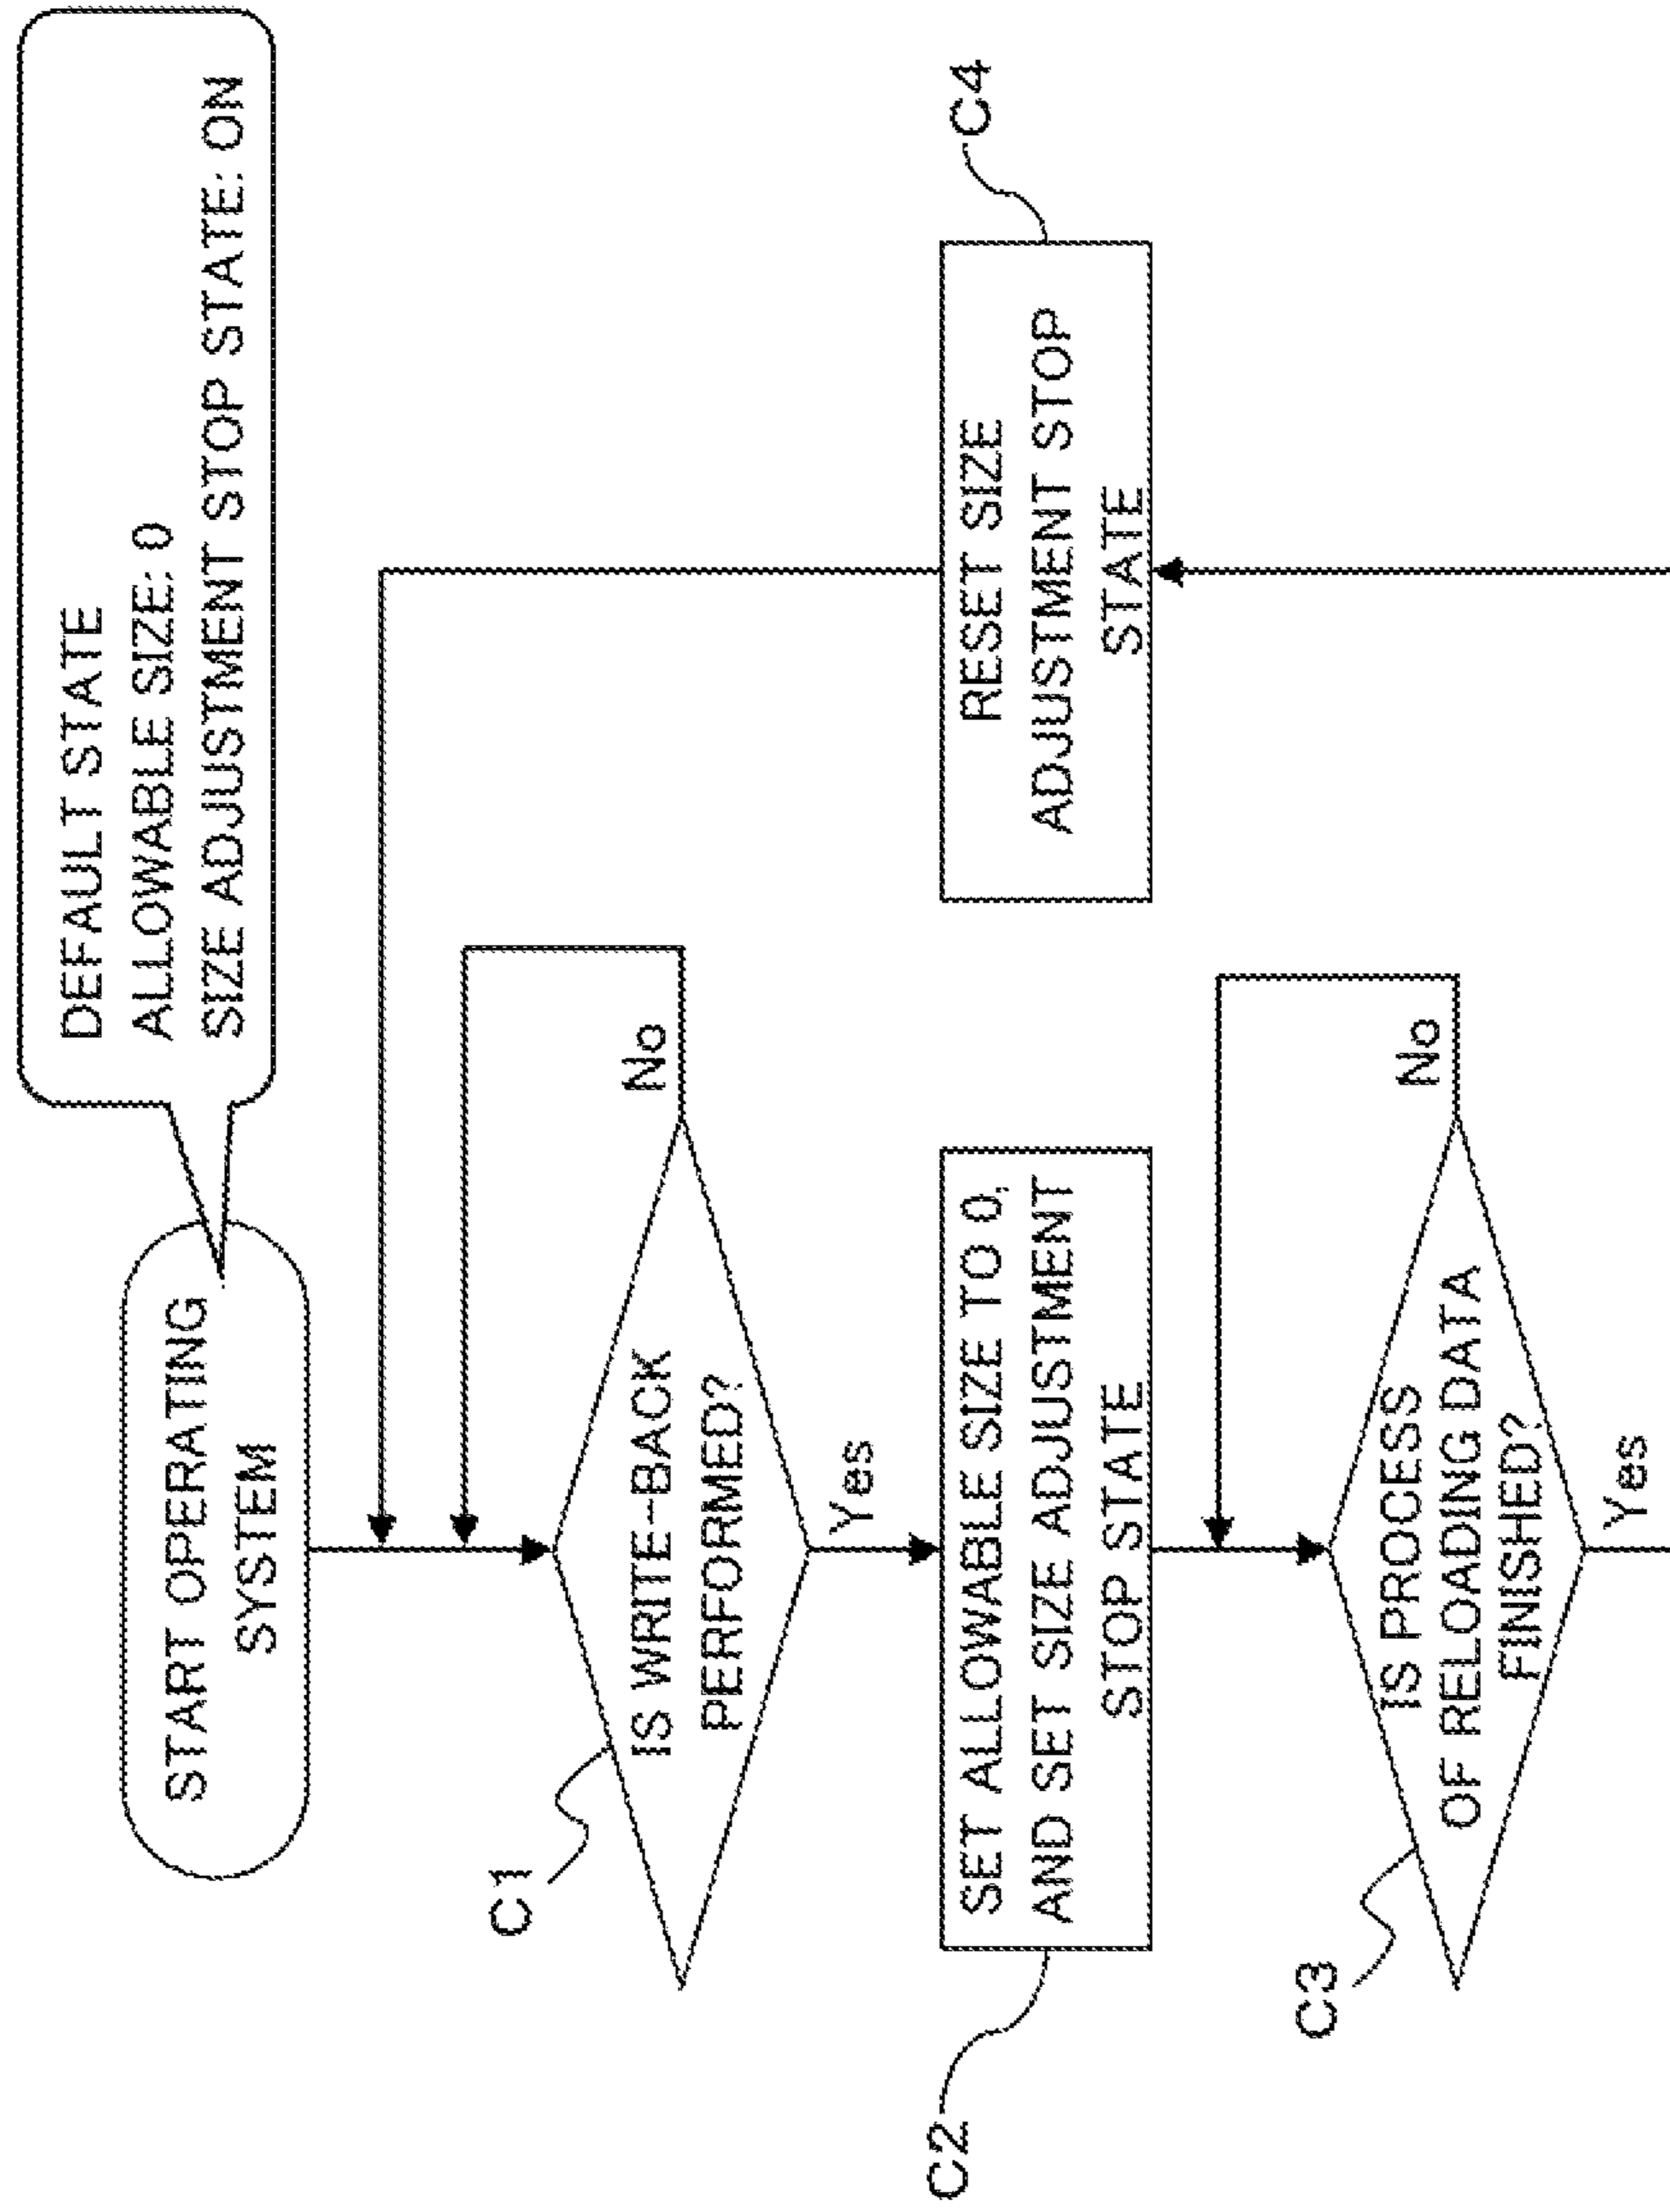 DEFAULT STATE
ALLOWABLE SIZE: 0
SIZE ADJUSTMENT STOP STATE: ON
START OPERATING
SYSTEM
C1
IS WRITE-BACK
PERFORMED?
No
Yes
C2
SET ALLOWABLE SIZE TO 0,
AND SET SIZE ADJUSTMENT
STOP STATE
RESET SIZE
ADJUSTMENT STOP
STATE
C4
C3
IS PROCESS
OF RELOADING DATA
FINISHED?
No
Yes